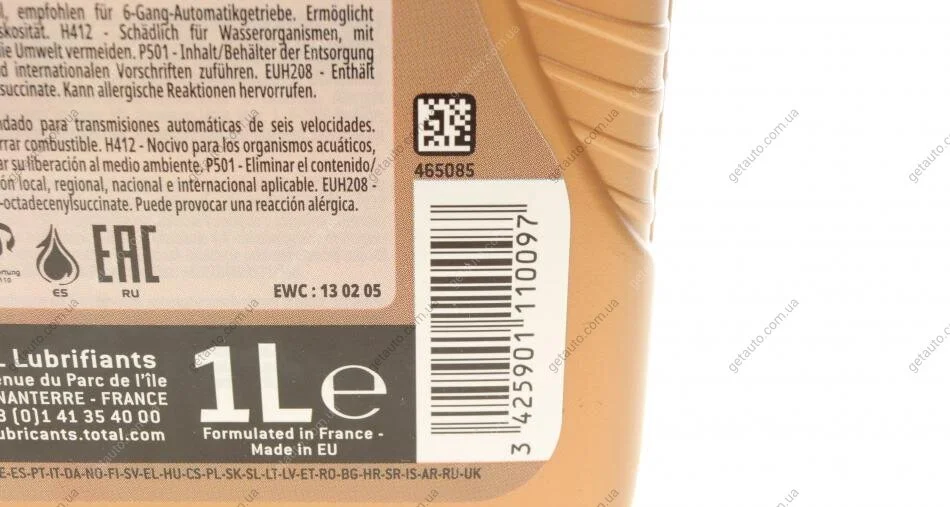 l, empfohlen für 6-Gang-Automatikgetriebe. Ermöglicht
skosität. H412 - Schädlich für Wasserorganismen, mit
ie Umwelt vermeiden. P501 - Inhalt/Behälter der Entsorgung
d internationalen Vorschriften zuführen. EUH208 - Enthält
succinate. Kann allergische Reaktionen hervorrufen.
ndado para transmisiones automáticas de seis velocidades.
rrar combustible. H412 - Nocivo para los organismos acuáticos,
ar su liberación al medio ambiente. P501 - Eliminar el contenido/
ón local, regional, nacional e internacional aplicable. EUH208 -
-octadecenylsuccinate. Puede provocar una reacción alérgica.
ES
EAC
RU
EWC : 13 02 05
465085
3 425901 110097
L Lubrifiants
enue du Parc de l'île
NANTERRE - FRANCE
3 (0)1 41 35 40 00
ubricants.total.com
1L e
Formulated in France -
Made in EU
E-ES-PT-IT-DA-NO-FI-SV-EL-HU-CS-PL-SK-SL-LT-LV-ET-RO-BG-HR-SR-IS-AR-RU-UK
getauto.com.ua